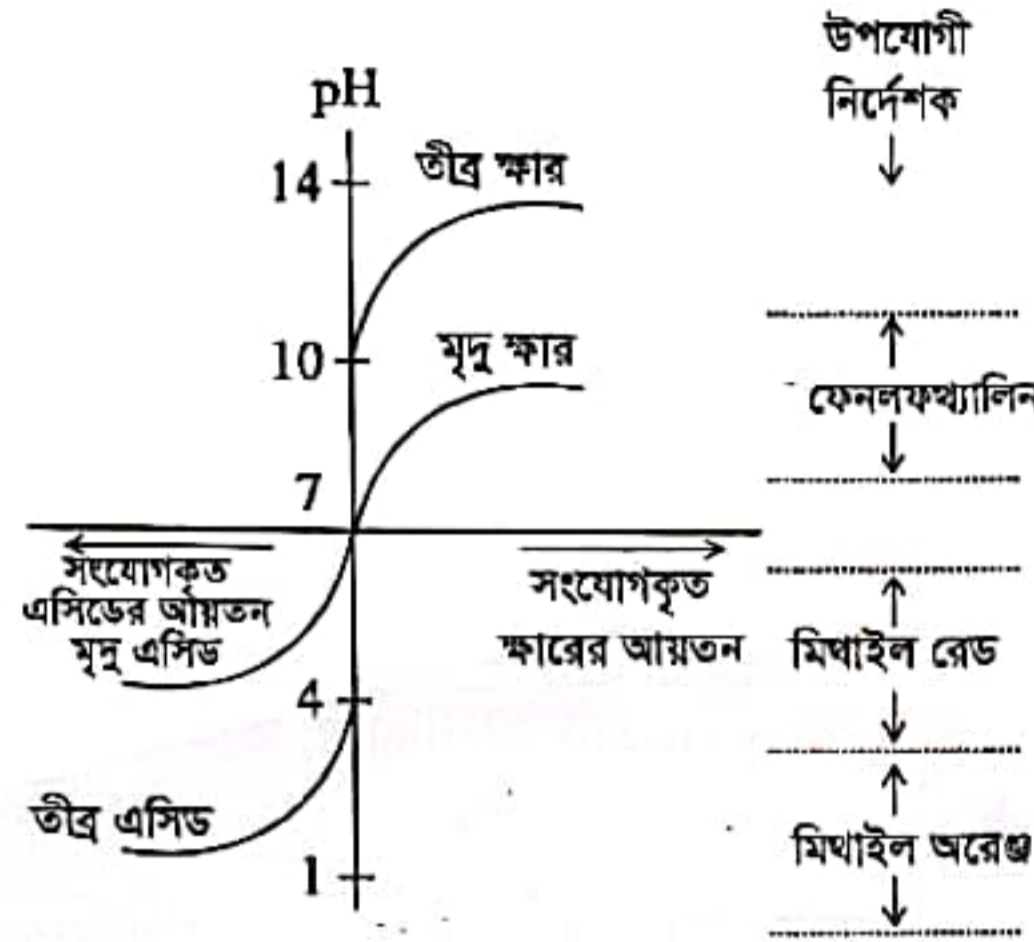 উপযোগী
নির্দেশক
pH
14
তীব্র ক্ষার
10
মৃদু ক্ষার
ফেনলফথ্যালিন
7
সংযোগকৃত
এসিডের আয়তন
মৃদু এসিড
সংযোগকৃত
ক্ষারের আয়তন
মিথাইল রেড
4
তীব্র এসিড
মিথাইল অরেঞ্জ
1